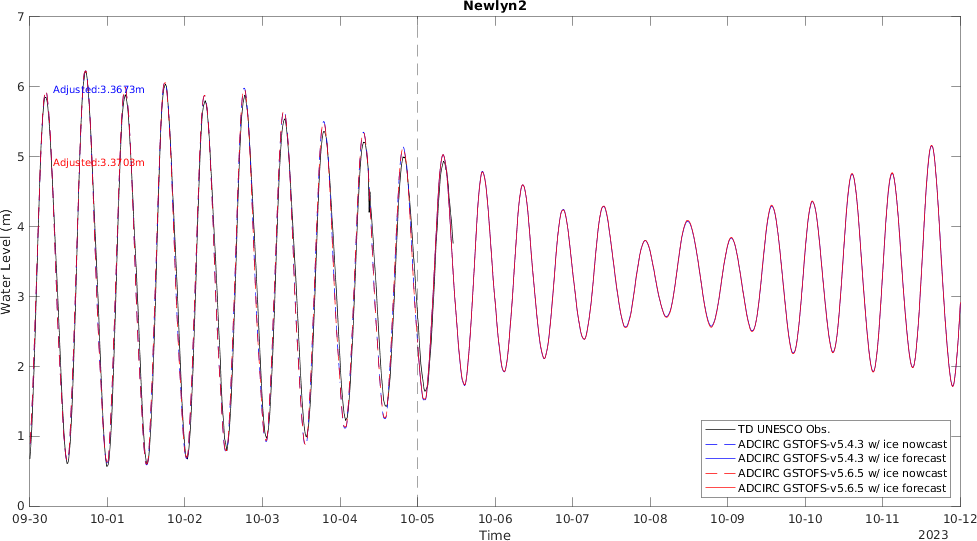 Newlyn2
7
6
5
4
3
2
1
0
Water Level (m)
Adjusted:3.3673m
Adjusted:3.3703m
TD UNESCO Obs.
ADCIRC GSTOFS-v5.4.3 w/ ice nowcast
ADCIRC GSTOFS-v5.4.3 w/ ice forecast
ADCIRC GSTOFS-v5.6.5 w/ ice nowcast
ADCIRC GSTOFS-v5.6.5 w/ ice forecast
09-30 10-01 10-02 10-03 10-04 10-05 10-06 10-07 10-08 10-09 10-10 10-11 10-12
Time 2023